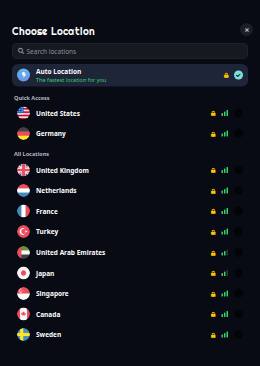 Choose Location
Search locations
Auto Location
The fastest location for you
Quick Access
United States
Germany
All Locations
United Kingdom
Netherlands
France
Turkey
United Arab Emirates
Japan
Singapore
Canada
Sweden